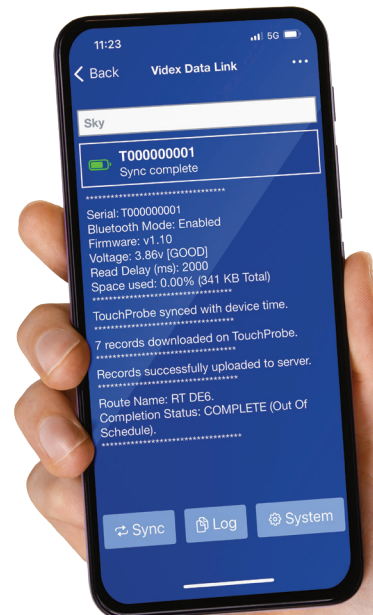 11:23
5G
Back
Videx Data Link
...
Sky
T000000001
Sync complete
**********************************
Serial: T000000001
Bluetooth Mode: Enabled
Firmware: v1.10
Voltage: 3.86v [GOOD]
Read Delay (ms): 2000
Space used: 0.00% (341 KB Total)
**********************************
TouchProbe synced with device time.
**********************************
7 records downloaded on TouchProbe.
**********************************
Records successfully uploaded to server.
**********************************
Route Name: RT DE6.
Completion Status: COMPLETE (Out Of
Schedule).
**********************************
Sync
Log
System